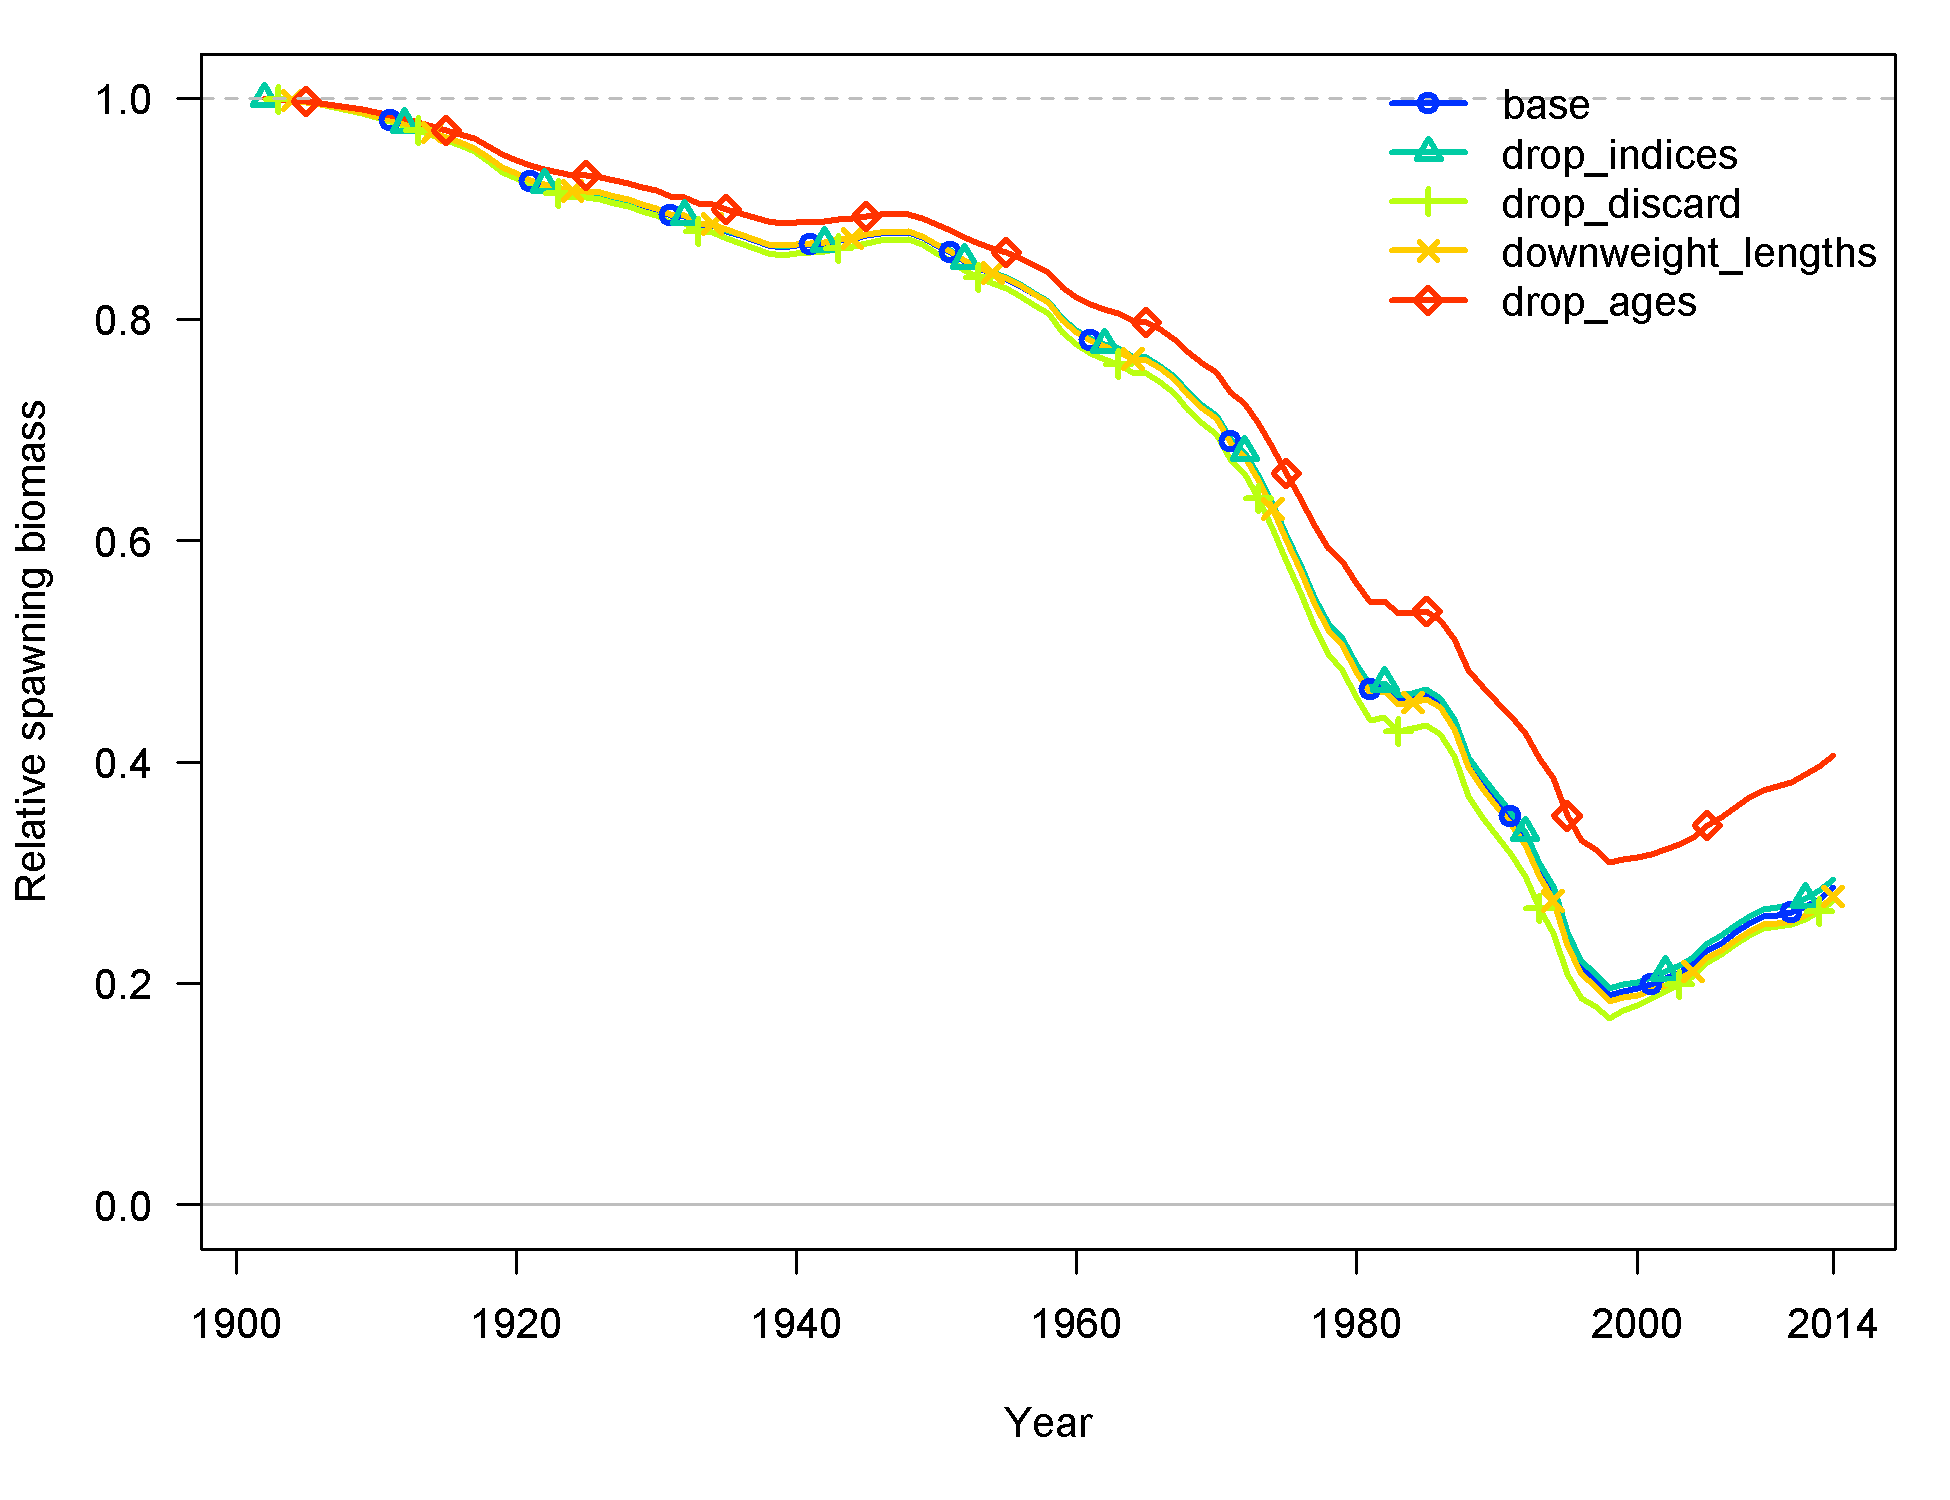 base
drop_indices
drop_discard
downweight_lengths
drop_ages
1.0
0.8
0.6
0.4
0.2
0.0
Relative spawning biomass
1900 1920 1940 1960 1980 2000 2014
Year